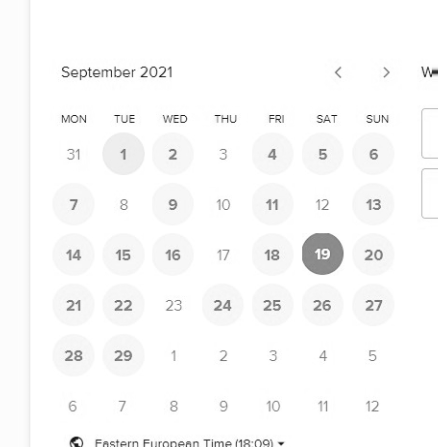 September 2021
MON TUE WED THU FRI SAT SUN
31 1 2 3 4 5 6
7 8 9 10 11 12 13
14 15 16 17 18 19 20
21 22 23 24 25 26 27
28 29 1 2 3 4 5
6 7 8 9 10 11 12
Eastern European Time (18:09)